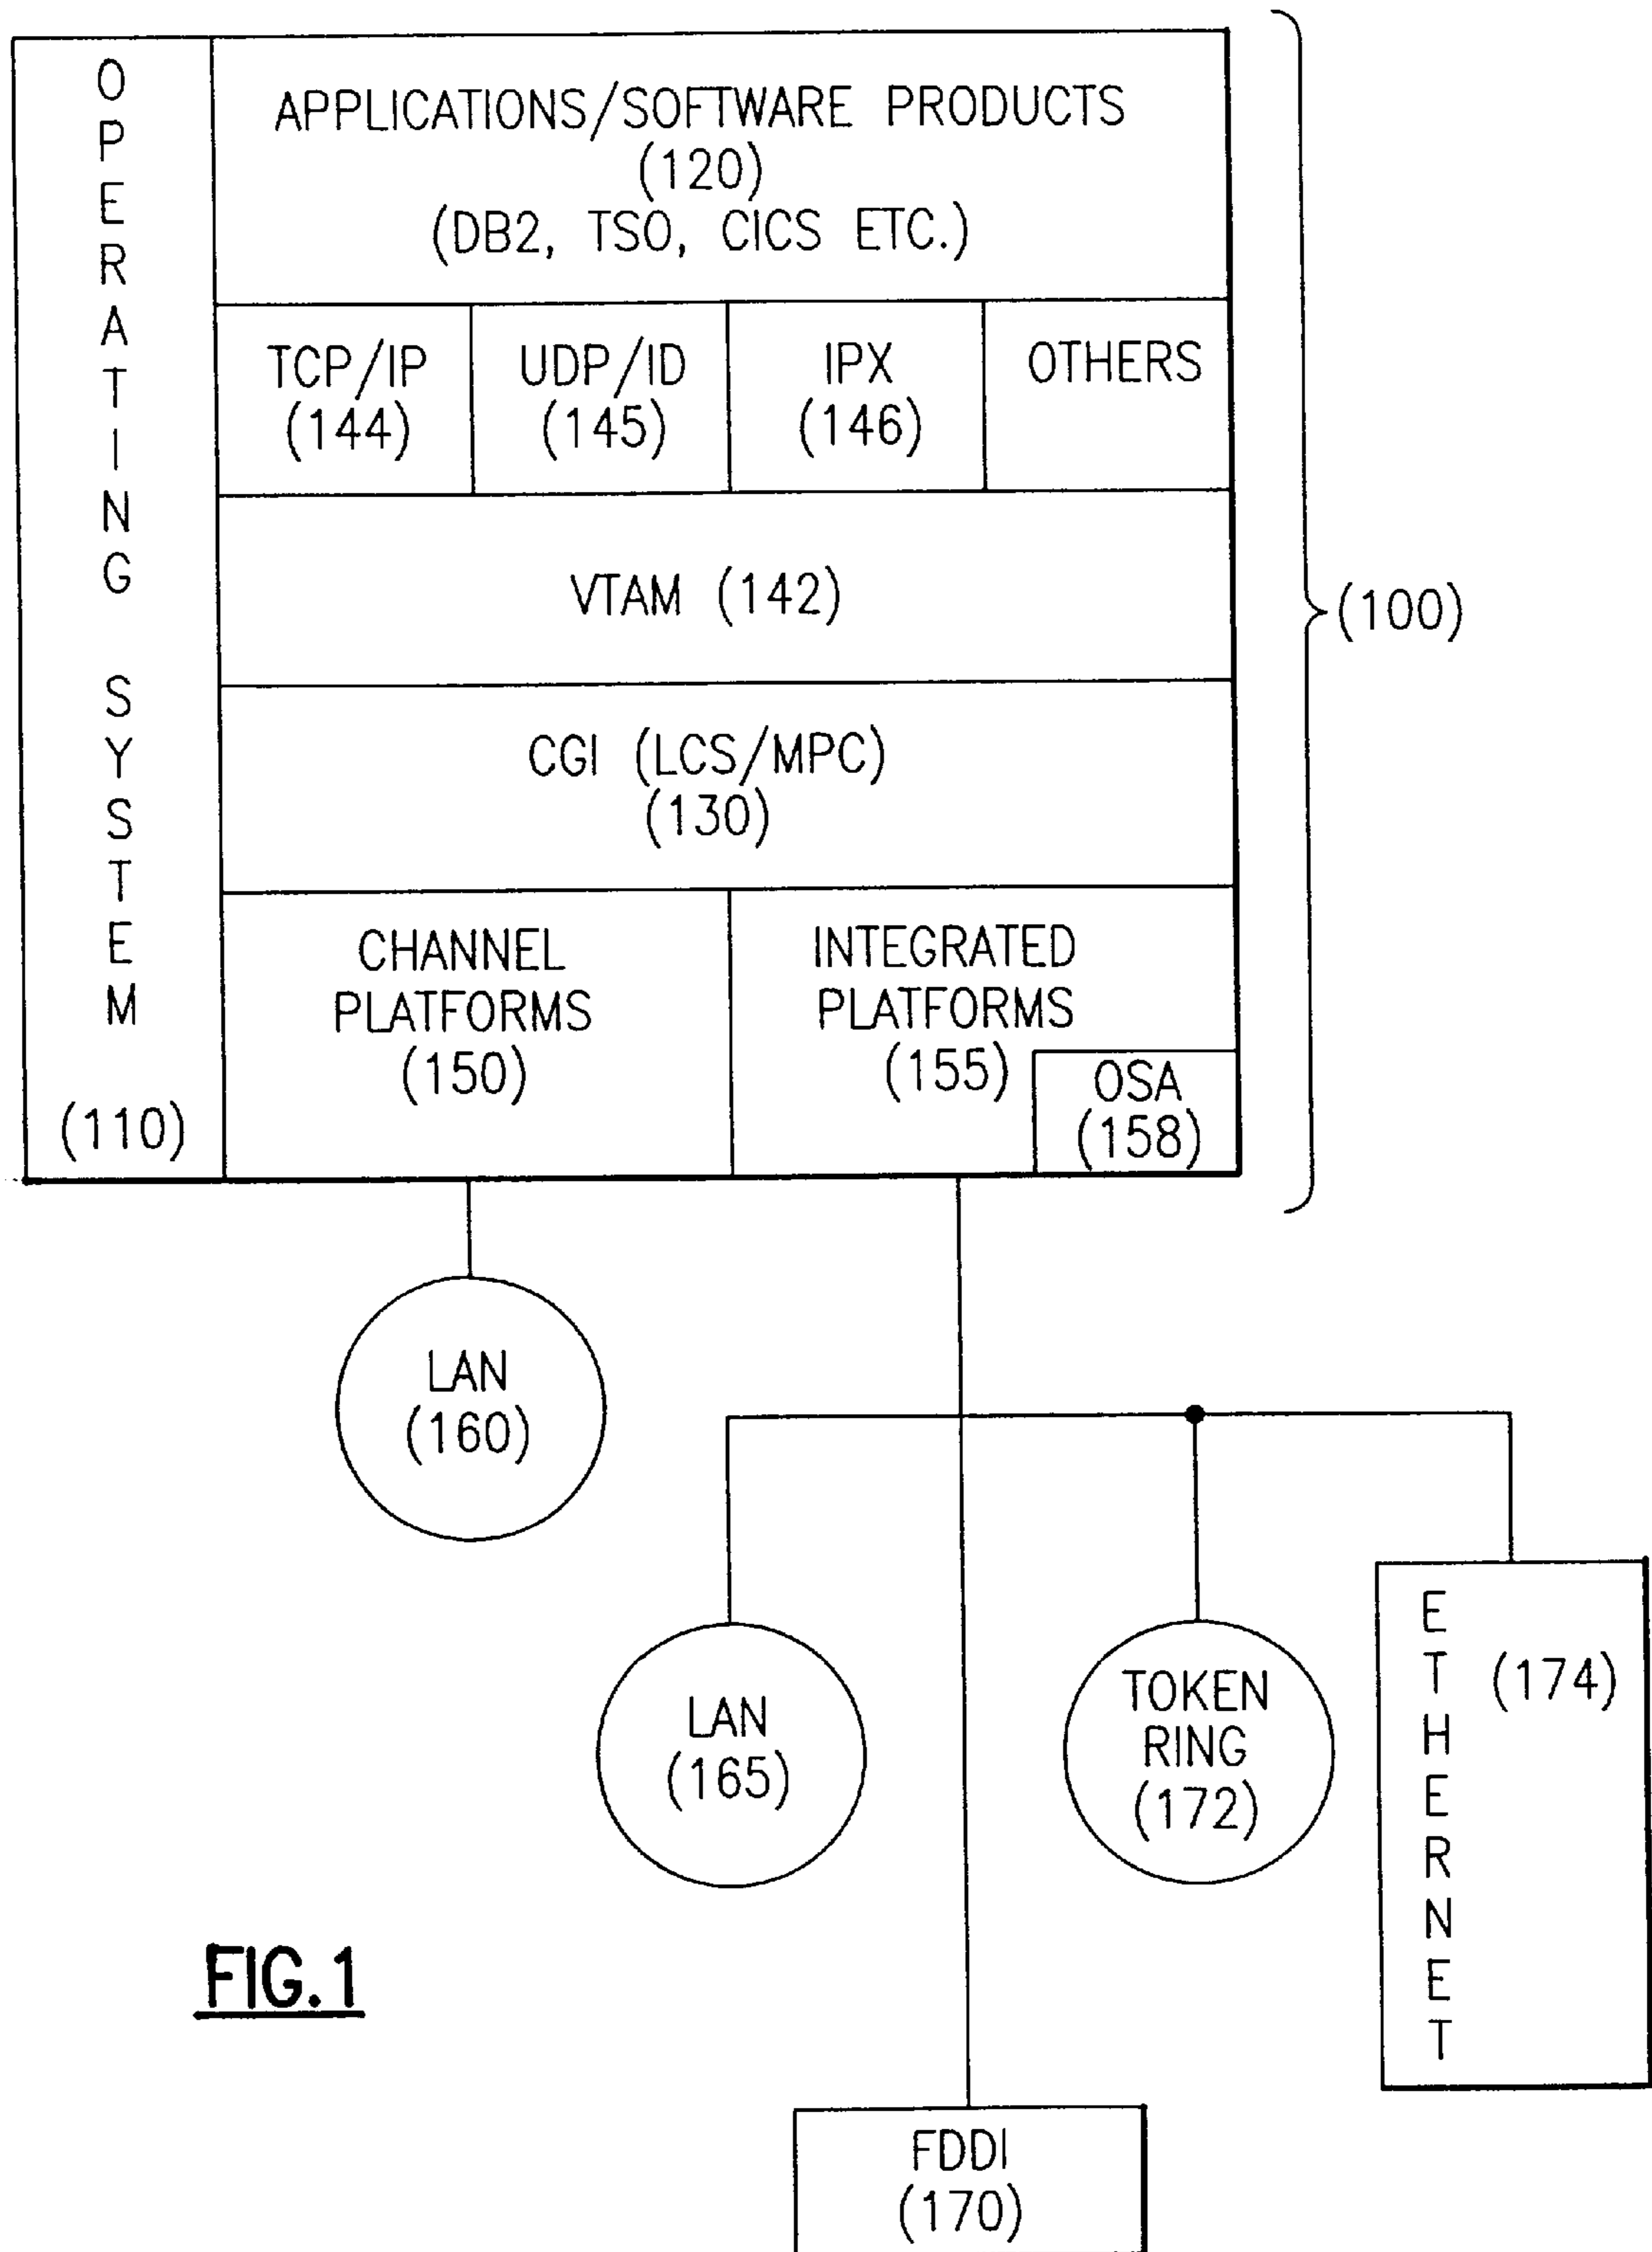 OPERATING SYSTEM
(110)
APPLICATIONS/SOFTWARE PRODUCTS
(120)
(DB2, TSO, CICS ETC.)
TCP/IP
(144)
UDP/ID
(145)
IPX
(146)
OTHERS
VTAM (142)
CGI (LCS/MPC)
(130)
CHANNEL
PLATFORMS
(150)
INTEGRATED
PLATFORMS
(155)
OSA
(158)
(100)
LAN
(160)
LAN
(165)
TOKEN
RING
(172)
ETHERNET
(174)
FDDI
(170)
FIG.1